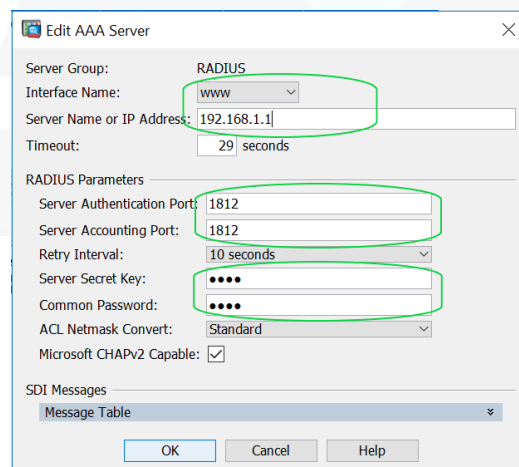 Edit AAA Server
Server Group: RADIUS
Interface Name: www
Server Name or IP Address: 192.168.1.1
Timeout: 29 seconds
RADIUS Parameters
Server Authentication Port: 1812
Server Accounting Port: 1812
Retry Interval: 10 seconds
Server Secret Key: ●●●●
Common Password: ●●●●
ACL Netmask Convert: Standard
Microsoft CHAPv2 Capable:
SDI Messages
Message Table
OK Cancel Help